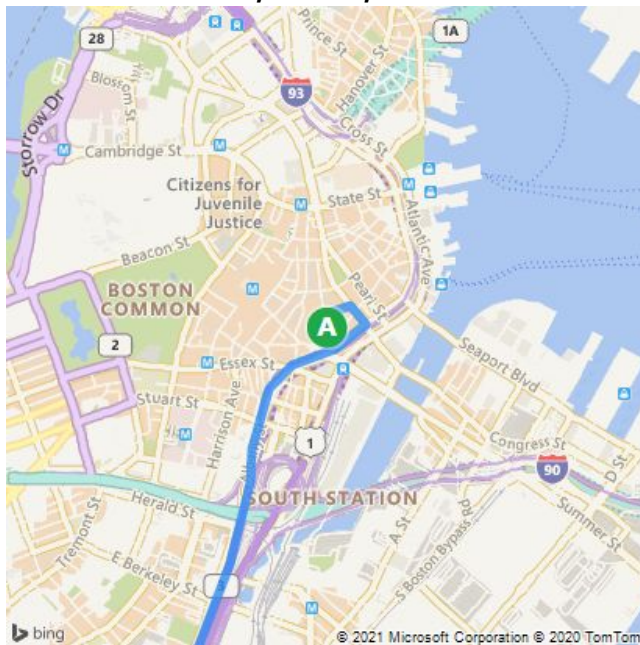 28
1A
Prince St
Hanover St
Blossom St
93
Storrow Dr
Cross St
Cambridge St
Citizens for
Juvenile
Justice
State St
Atlantic Ave
Beacon St
Pearl St
BOSTON
COMMON
A
2
Essex St
Seaport Blvd
Stuart St
Harrison Ave
1
Congress St
D St
90
SOUTH STATION
Herald St
Tremont St
A St
Rd
S Boston Bypass
Summer St
E Berkeley St
3
bing
© 2021 Microsoft Corporation © 2020 TomTom